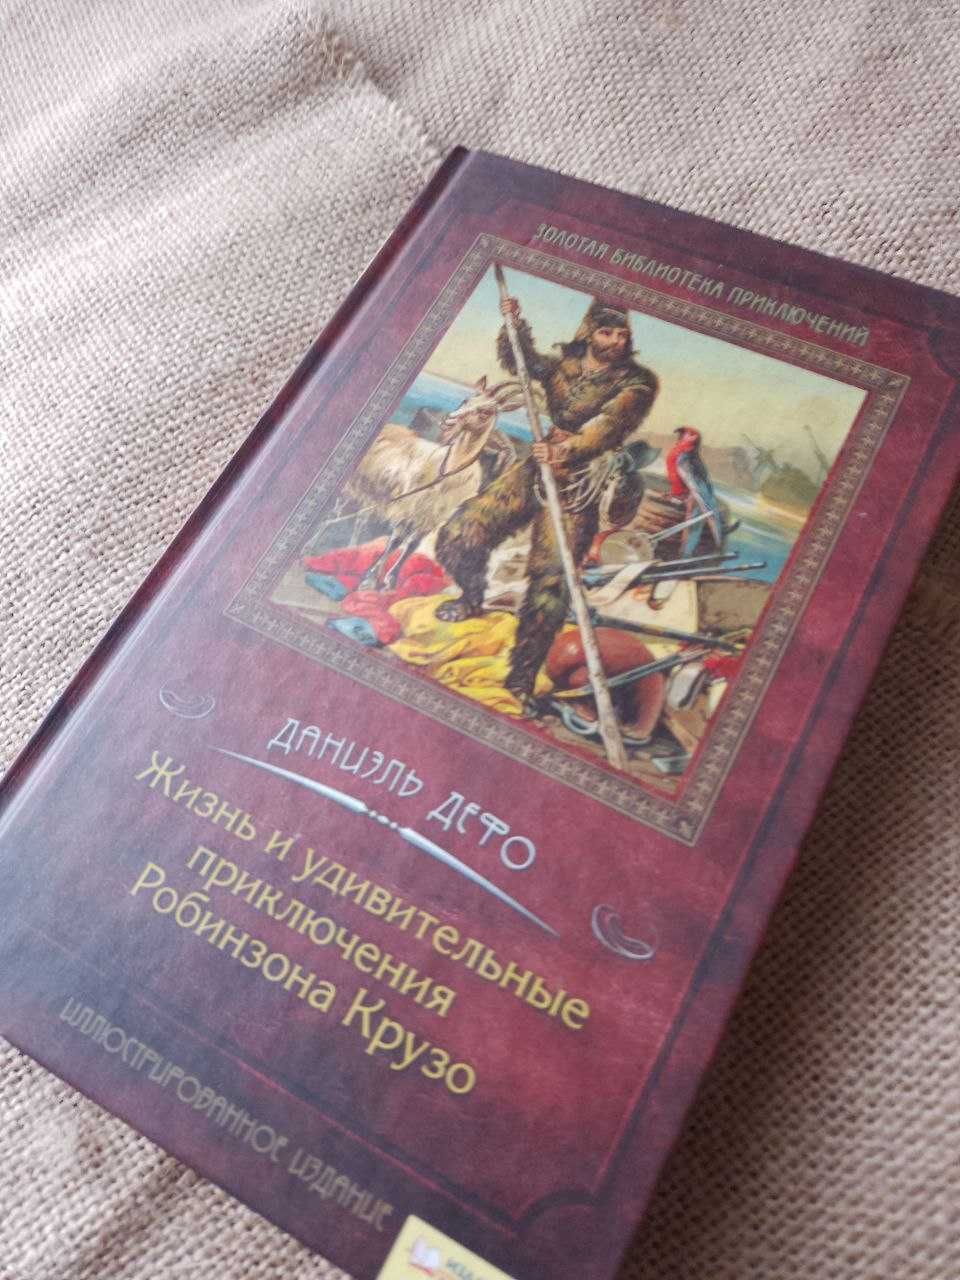 ЗОЛОТАЯ БИБЛИОТЕКА ПРИКЛЮЧЕНИЙ
ДАНИЭЛЬ ДЕФО
Жизнь и удивительные
приключения
Робинзона Крузо
ИЛЛЮСТРИРОВАННОЕ ИЗДАНИЕ